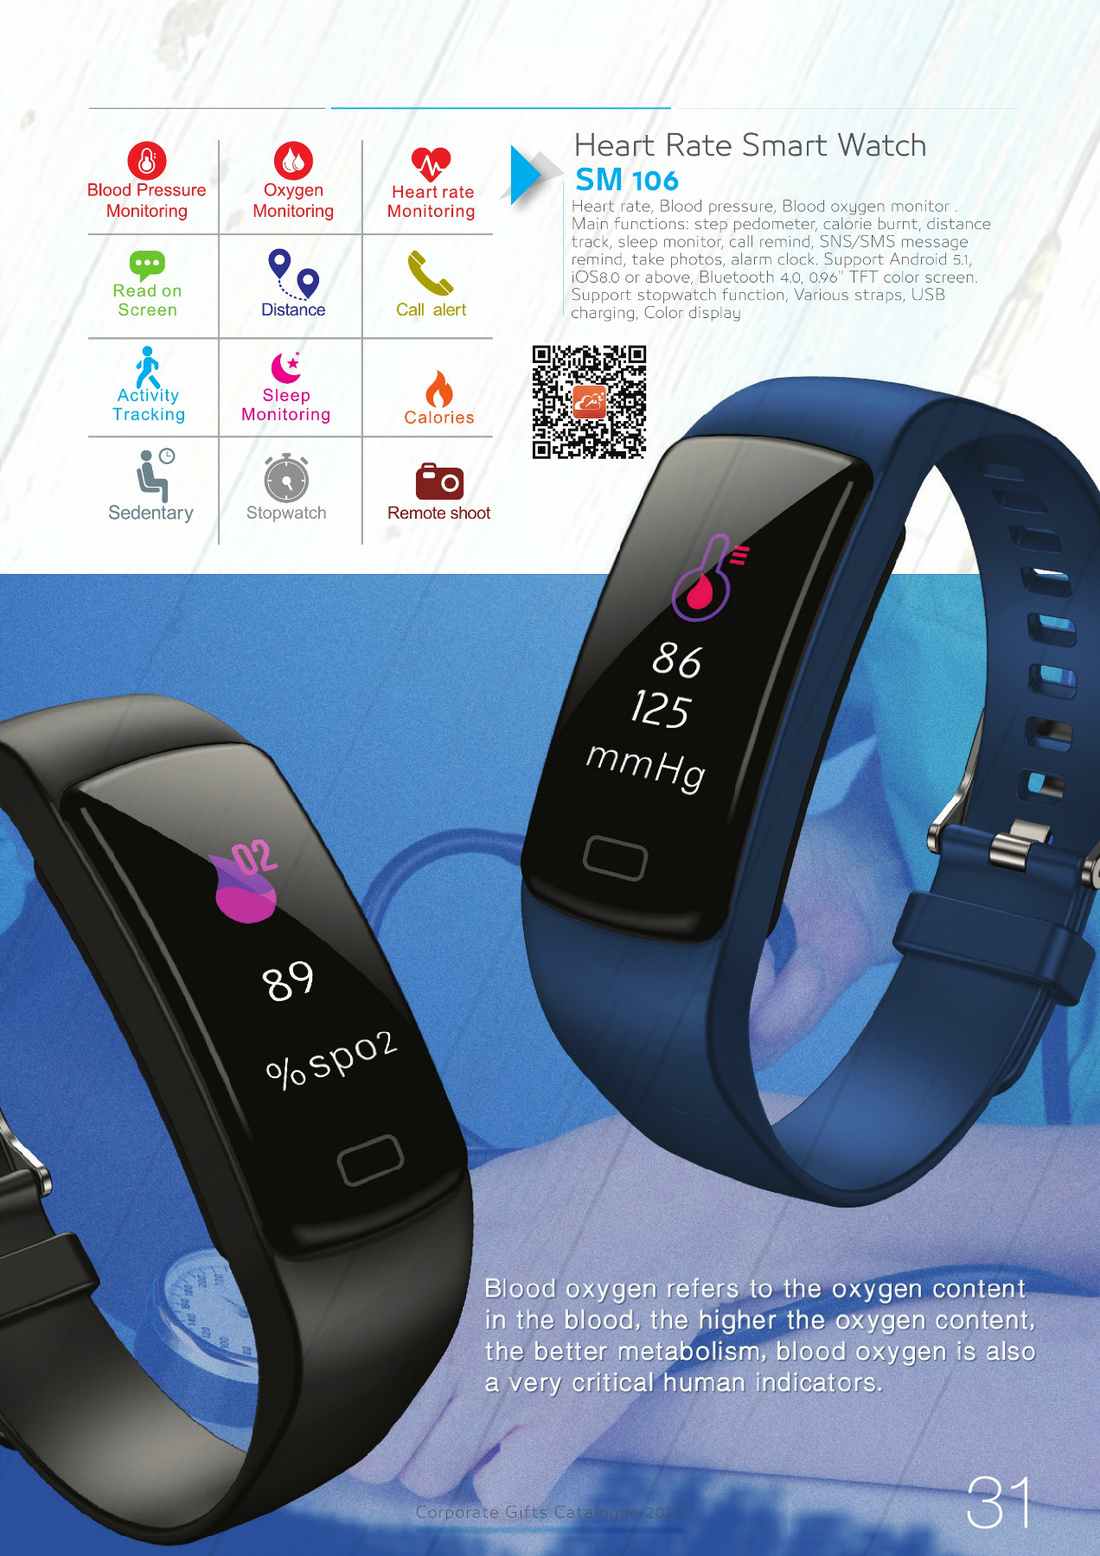 Blood Pressure
Monitoring
Oxygen
Monitoring
Heart rate
Monitoring
Read on
Screen
Distance
Call alert
Activity
Tracking
Sleep
Monitoring
Calories
Sedentary
Stopwatch
Remote shoot
Heart Rate Smart Watch
SM 106
Heart rate, Blood pressure, Blood oxygen monitor .
Main functions: step pedometer, calorie burnt, distance
track, sleep monitor, call remind, SNS/SMS message
remind, take photos, alarm clock. Support Android 5.1,
iOS8.0 or above, Bluetooth 4.0, 0.96" TFT color screen.
Support stopwatch function, Various straps, USB
charging, Color display
86
125
mmHg
02
89
%spo2
Blood oxygen refers to the oxygen content
in the blood, the higher the oxygen content,
the better metabolism, blood oxygen is also
a very critical human indicators.
Corporate Gifts Catalogue
31